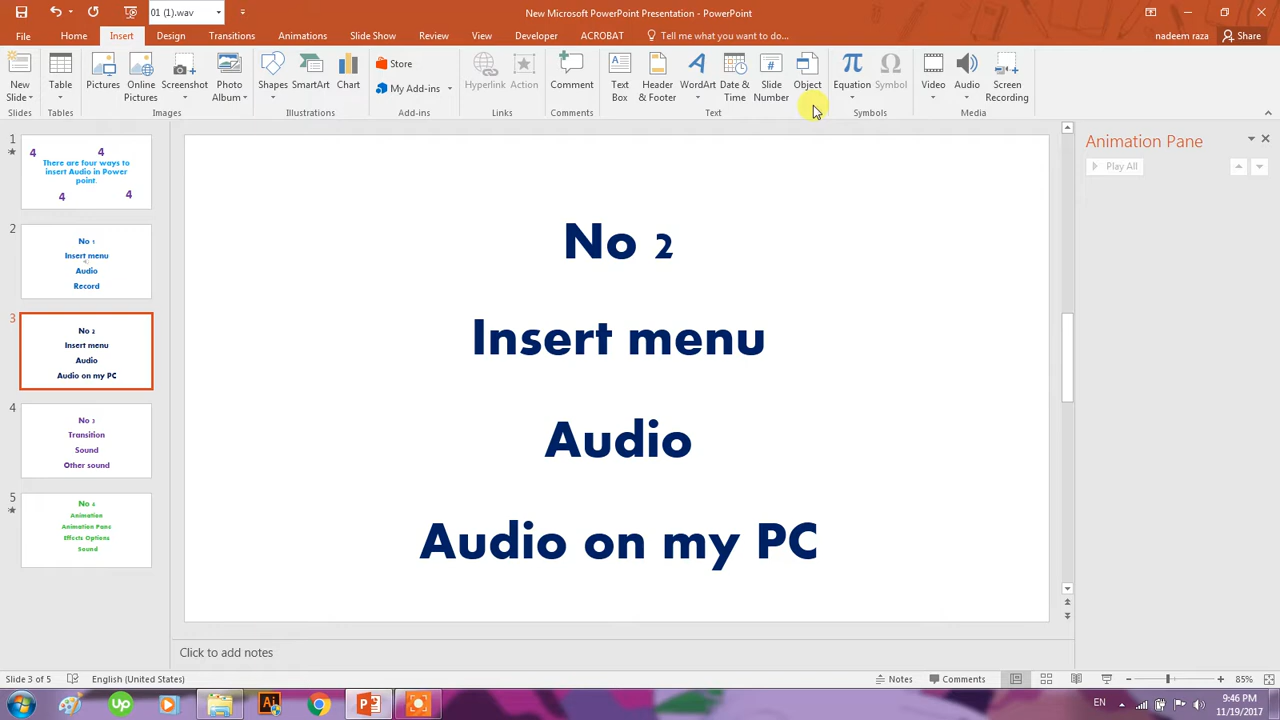 01 (1).wav
New Microsoft PowerPoint Presentation - PowerPoint
File Home Insert Design Transitions Animations Slide Show Review View Developer ACROBAT Tell me what you want to do... nadeem raza Share
New Slide
Table
Pictures
Online Pictures
Screenshot
Photo Album
Shapes
SmartArt
Chart
Store
My Add-ins
Hyperlink
Action
Comment
Text Box
Header & Footer
WordArt
Date & Time
Slide Number
Object
Equation
Symbol
Video
Audio
Screen Recording
Slides Tables Images Illustrations Add-ins Links Comments Text Symbols Media
1
4 4
There are four ways to
insert Audio in Power
point.
4 4
2
No 1
Insert menu
Audio
Record
3
No 2
Insert menu
Audio
Audio on my PC
4
No 3
Transition
Sound
Other sound
5
No 4
Animation
Animation Pane
Effects Options
Sound
No 2
Insert menu
Audio
Audio on my PC
Animation Pane
Play All
Click to add notes
Slide 3 of 5 English (United States) Notes Comments 85%
Up Ai EN 9:46 PM
11/19/2017